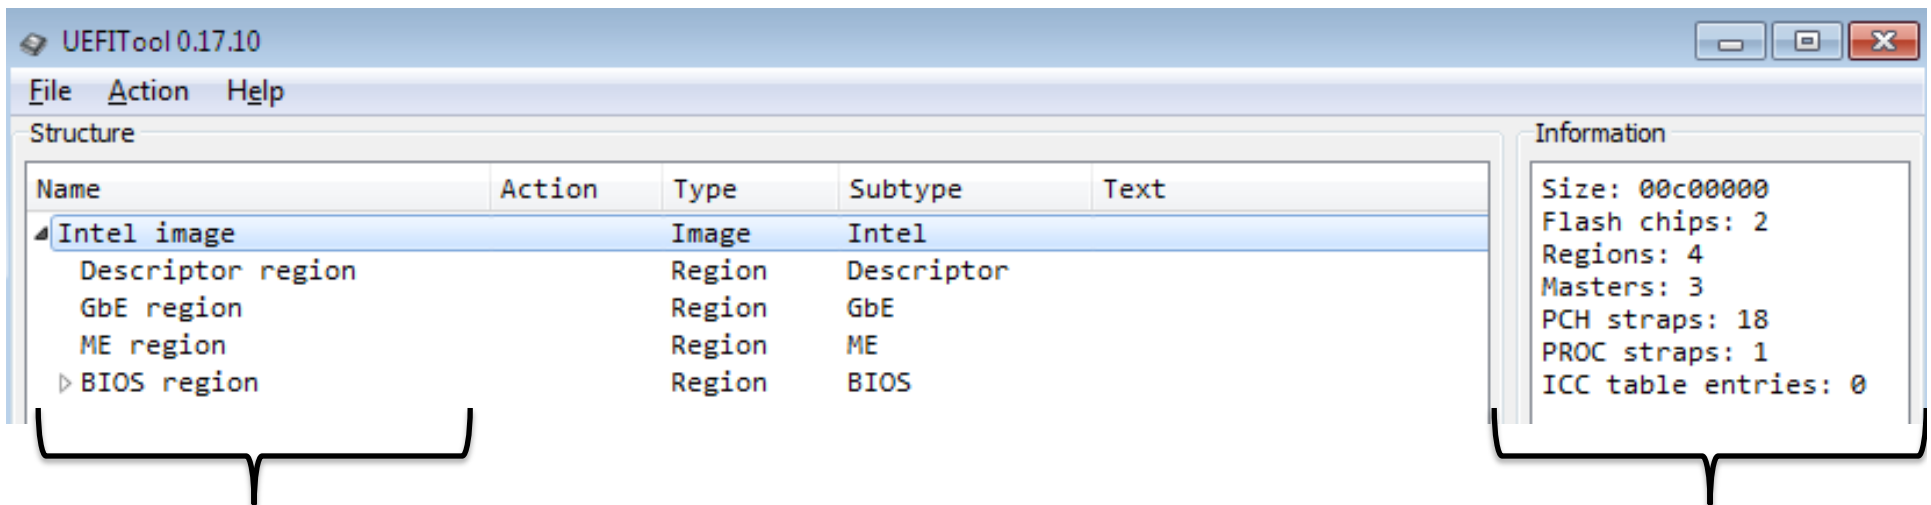 UEFITool 0.17.10
File Action Help
Structure
Name Action Type Subtype Text
Intel image Image Intel
Descriptor region Region Descriptor
GbE region Region GbE
ME region Region ME
BIOS region Region BIOS
Information
Size: 00c00000
Flash chips: 2
Regions: 4
Masters: 3
PCH straps: 18
PROC straps: 1
ICC table entries: 0